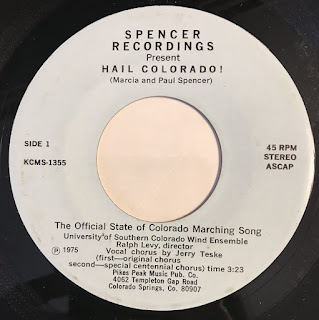 SPENCER
RECORDINGS
Present
HAIL COLORADO!
(Marcia and Paul Spencer)
SIDE 1
KCMS-1355
45 RPM
STEREO
ASCAP
The Official State of Colorado Marching Song
University of Southern Colorado Wind Ensemble
Ralph Levy, director
℗ 1975
Vocal chorus by Jerry Teske
(first—original chorus
second—special centennial chorus) time 3:23
Pikes Peak Music Pub. Co.
4062 Templeton Gap Road
Colorado Springs, Co. 80907